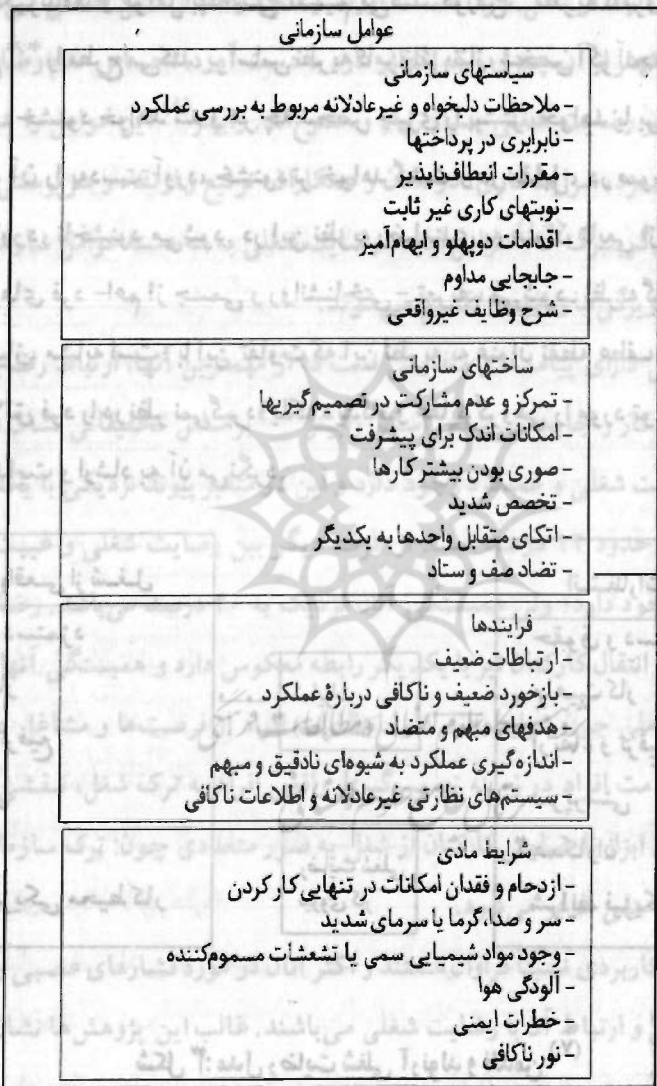 عوامل سازمانی
سیاستهای سازمانی
- ملاحظات دلبخواه و غیرعادلانه مربوط به بررسی عملکرد
- نابرابری در پرداختها
- مقررات انعطاف‌ناپذیر
- نوبتهای کاری غیر ثابت
- اقدامات دوپهلو و ابهام‌آمیز
- جابجایی مداوم
- شرح وظایف غیرواقعی
ساختهای سازمانی
- تمرکز و عدم مشارکت در تصمیم‌گیریها
- امکانات اندک برای پیشرفت
- صوری بودن بیشتر کارها
- تخصص شدید
- اتکای متقابل واحدها به یکدیگر
- تضاد صف و ستاد
فرایندها
- ارتباطات ضعیف
- بازخورد ضعیف و ناکافی دربارهٔ عملکرد
- هدفهای مبهم و متضاد
- اندازه‌گیری عملکرد به شیوه‌ای نادقیق و مبهم
- سیستم‌های نظارتی غیرعادلانه و اطلاعات ناکافی
شرایط مادی
- ازدحام و فقدان امکانات در تنهایی کار کردن
- سر و صدا، گرما یا سرمای شدید
- وجود مواد شیمیایی سمی یا تشعشات مسموم‌کننده
- آلودگی هوا
- خطرات ایمنی
- نور ناکافی